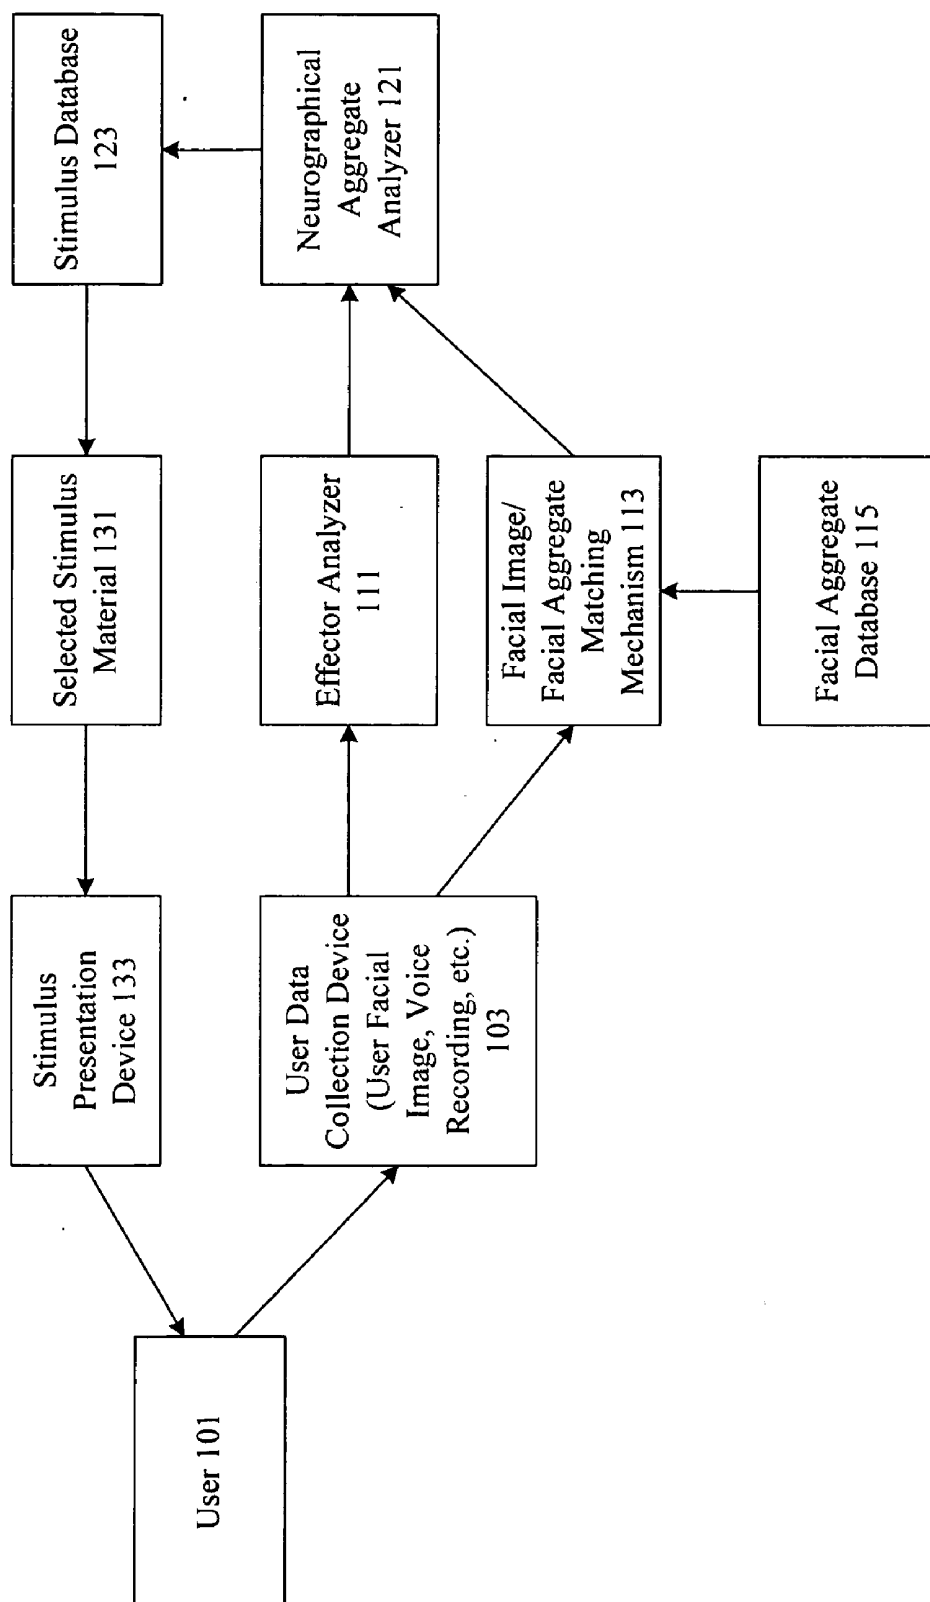 Stimulus
Presentation
Device 133
Selected Stimulus
Material 131
Stimulus Database
123
User 101
User Data
Collection Device
(User Facial
Image, Voice
Recording, etc.)
103
Effector Analyzer
111
Neurographical
Aggregate
Analyzer 121
Facial Image/
Facial Aggregate
Matching
Mechanism 113
Facial Aggregate
Database 115